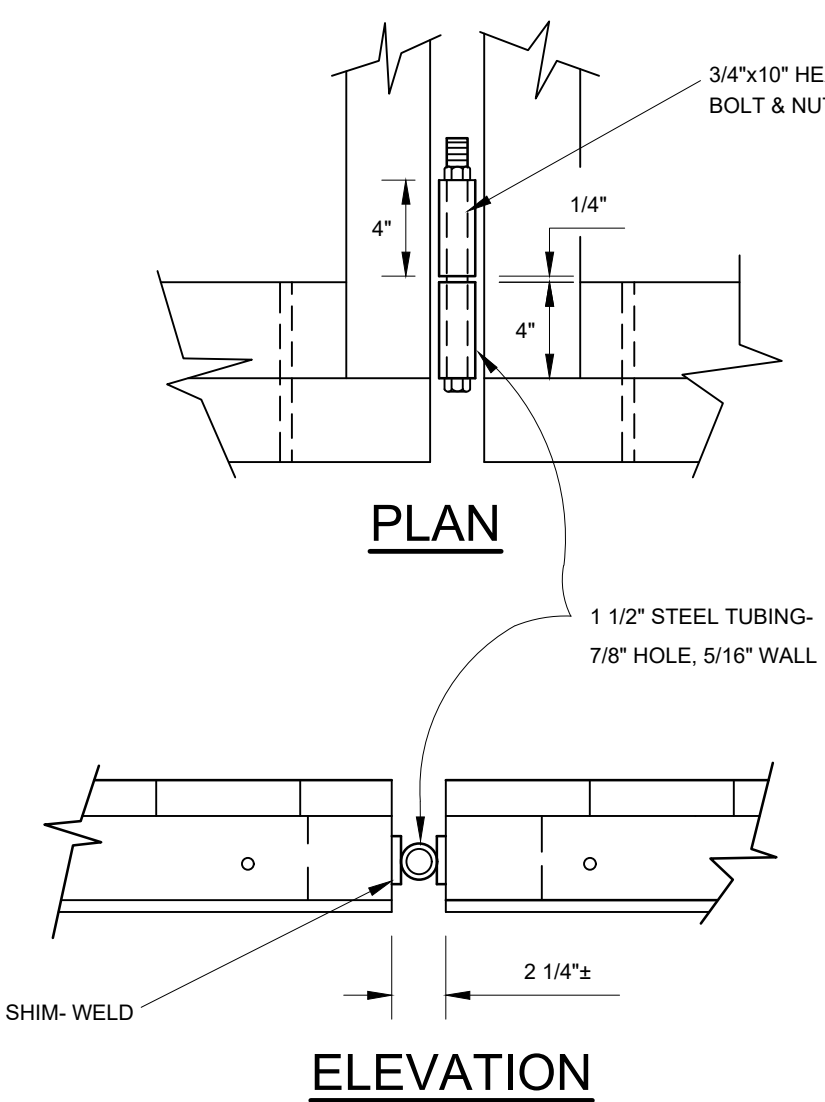 3/4"x10" HE
BOLT & NU
4"
1/4"
4"
PLAN
1 1/2" STEEL TUBING-
7/8" HOLE, 5/16" WALL
2 1/4"±
SHIM- WELD
ELEVATION